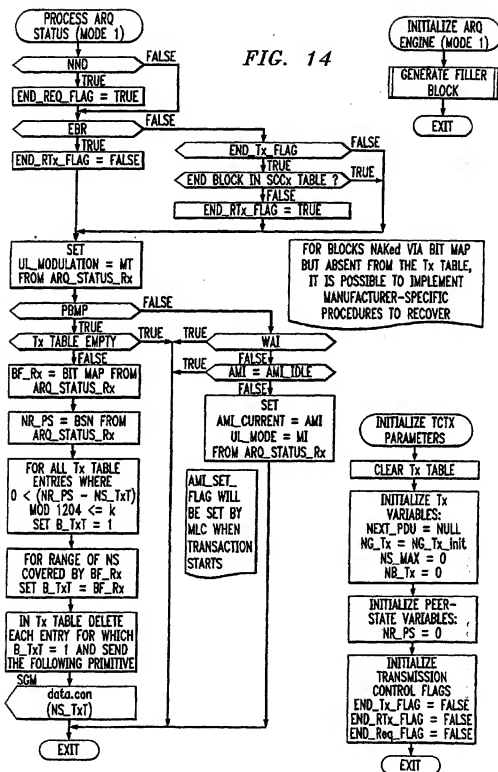 PROCESS ARQ
STATUS (MODE 1)
FALSE
NND
TRUE
END_REQ_FLAG = TRUE
EBR
FALSE
TRUE
END_RTx_FLAG = FALSE
END_Tx_FLAG
FALSE
TRUE
END BLOCK IN SCCx TABLE ?
TRUE
FALSE
END_RTx_FLAG = TRUE
SET
UL_MODULATION = MT
FROM ARQ_STATUS_Rx
PBMP
FALSE
TRUE
Tx TABLE EMPTY
TRUE
FALSE
BF_Rx = BIT MAP FROM
ARQ_STATUS_Rx
NR_PS = BSN FROM
ARQ_STATUS_Rx
FOR ALL Tx TABLE
ENTRIES WHERE
0 < (NR_PS – NS_TxT)
MOD 1204 <= k
SET B_TxT = 1
FOR RANGE OF NS
COVERED BY BF_Rx
SET B_TxT = BF_Rx
IN Tx TABLE DELETE
EACH ENTRY FOR WHICH
B_TxT = 1 AND SEND
THE FOLLOWING PRIMITIVE
SGM
data.con
(NS_TxT)
EXIT
TRUE
WAI
FALSE
TRUE
AMI = AMI_IDLE
FALSE
SET
AMI_CURRENT = AMI
UL_MODE = MI
FROM ARQ_STATUS_Rx
AMI_SET_
FLAG WILL
BE SET BY
MLC WHEN
TRANSACTION
STARTS
FIG. 14
INITIALIZE ARQ
ENGINE (MODE 1)
GENERATE FILLER
BLOCK
EXIT
FOR BLOCKS NAKed VIA BIT MAP
BUT ABSENT FROM THE Tx TABLE,
IT IS POSSIBLE TO IMPLEMENT
MANUFACTURER-SPECIFIC
PROCEDURES TO RECOVER
INITIALIZE TCTX
PARAMETERS
CLEAR Tx TABLE
INITIALIZE Tx
VARIABLES:
NEXT_PDU = NULL
NG_Tx = NG_Tx_init
NS_MAX = 0
NB_Tx = 0
INITIALIZE PEER-
STATE VARIABLES:
NR_PS = 0
INITIALIZE
TRANSMISSION
CONTROL FLAGS
END_Tx_FLAG = FALSE
END_RTx_FLAG = FALSE
END_Req_FLAG = FALSE
EXIT